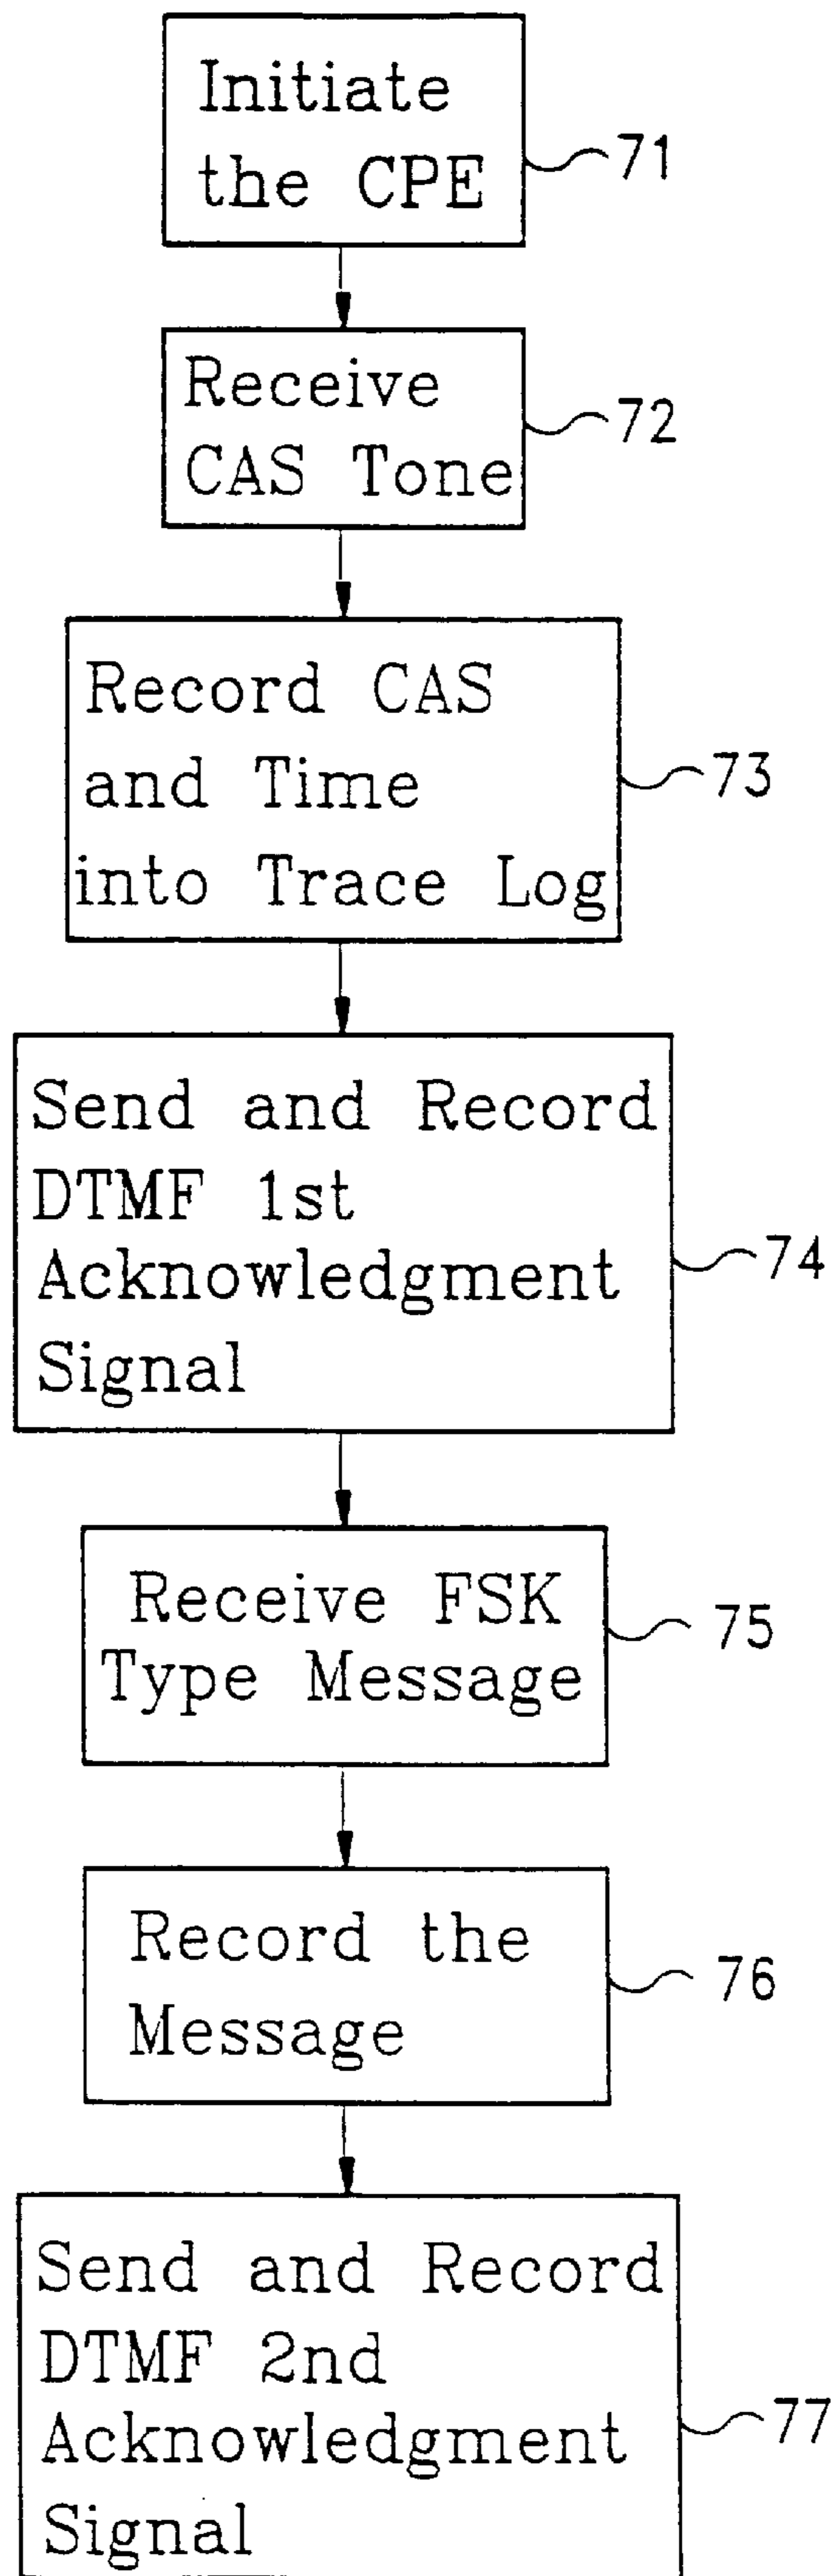 Initiate
the CPE
71
Receive
CAS Tone
72
Record CAS
and Time
into Trace Log
73
Send and Record
DTMF 1st
Acknowledgment
Signal
74
Receive FSK
Type Message
75
Record the
Message
76
Send and Record
DTMF 2nd
Acknowledgment
Signal
77